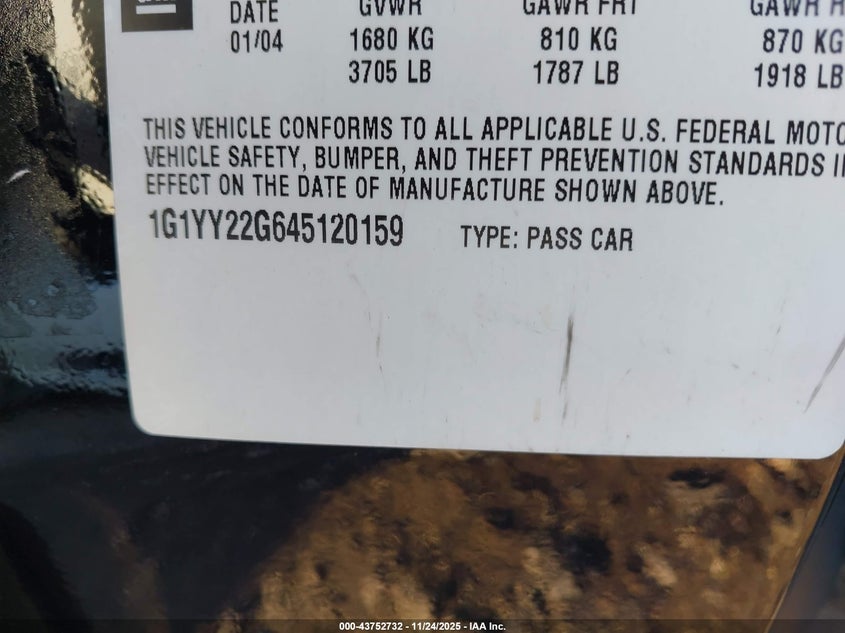 DATE GVWR GAWR FRT GAWR
01/04 1680 KG 810 KG 870 KG
3705 LB 1787 LB 1918 LB
THIS VEHICLE CONFORMS TO ALL APPLICABLE U.S. FEDERAL MOTO
VEHICLE SAFETY, BUMPER, AND THEFT PREVENTION STANDARDS I
EFFECT ON THE DATE OF MANUFACTURE SHOWN ABOVE.
1G1YY22G645120159 TYPE: PASS CAR
000-43752732 - 11/24/2025 - IAA Inc.